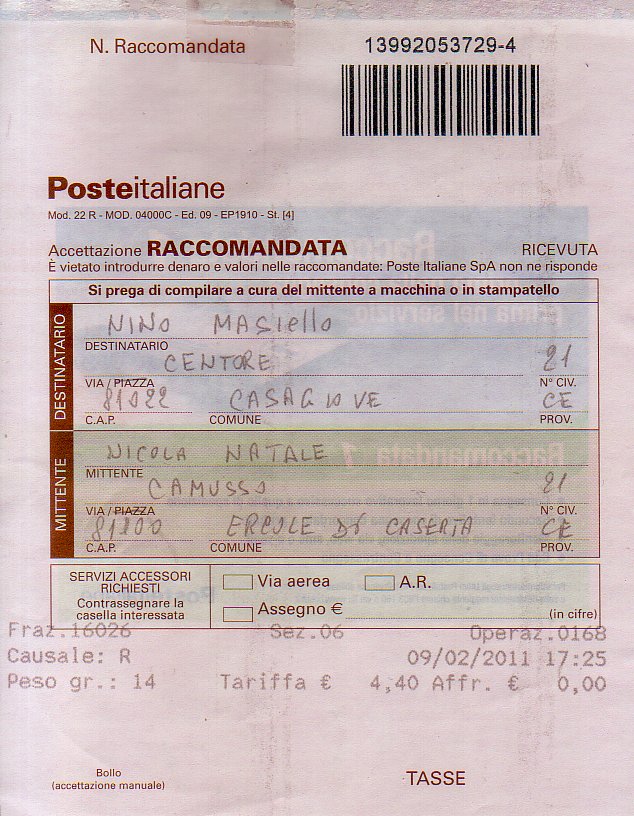 N. Raccomandata 13992053729-4
Posteitaliane
Mod. 22 R - MOD. 04000C - Ed. 09 - EP1910 - St. [4]
Accettazione RACCOMANDATA RICEVUTA
È vietato introdurre denaro e valori nelle raccomandate: Poste Italiane SpA non ne risponde
Si prega di compilare a cura del mittente a macchina o in stampatello
DESTINATARIO
NINO MASIELLO
DESTINATARIO
CENTORE 21
VIA / PIAZZA N° CIV.
81022 CASAGIOVE CE
C.A.P. COMUNE PROV.
MITTENTE
NICOLA NATALE
MITTENTE
CAMUSSO 21
VIA / PIAZZA N° CIV.
81100 ERCOLE DI CASERTA CE
C.A.P. COMUNE PROV.
SERVIZI ACCESSORI
RICHIESTI
Contrassegnare la
casella interessata
Via aerea A.R.
Assegno € (in cifre)
Fraz.16026 Sez.06 Operaz.0168
Causale: R 09/02/2011 17:25
Peso gr.: 14 Tariffa € 4,40 Affr. € 0,00
Bollo
(accettazione manuale)
TASSE